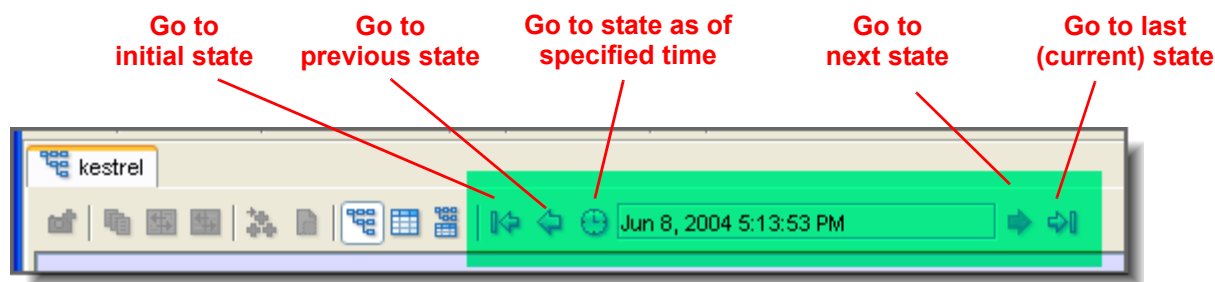 Go to
initial state
Go to
previous state
Go to state as of
specified time
Go to
next state
Go to last
(current) state
kestrel
Jun 8, 2004 5:13:53 PM